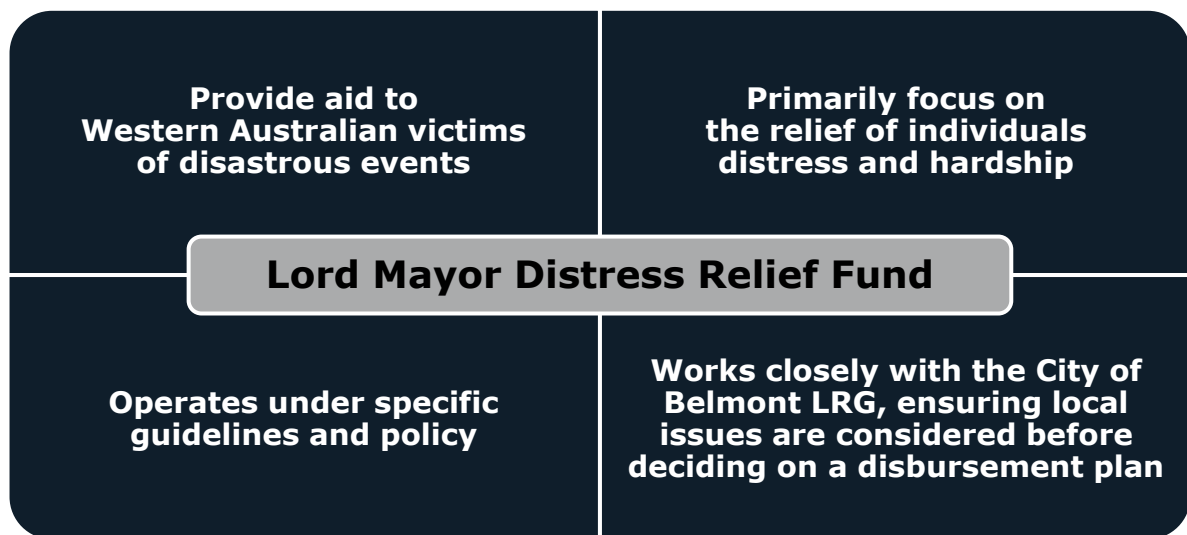 Provide aid to
Western Australian victims
of disastrous events
Primarily focus on
the relief of individuals
distress and hardship
Lord Mayor Distress Relief Fund
Operates under specific
guidelines and policy
Works closely with the City of
Belmont LRG, ensuring local
issues are considered before
deciding on a disbursement plan